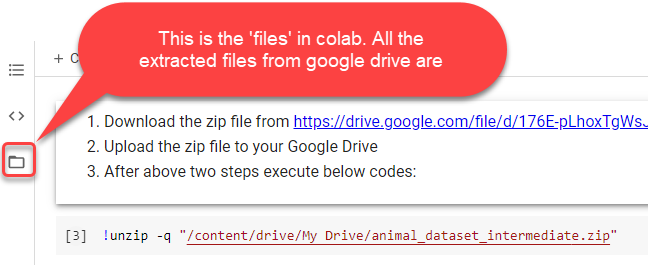 This is the 'files' in colab. All the
extracted files from google drive are
+ C
1. Download the zip file from https://drive.google.com/file/d/176E-pLhoxTgWsJ
2. Upload the zip file to your Google Drive
3. After above two steps execute below codes:
[3] !unzip -q "/content/drive/My Drive/animal_dataset_intermediate.zip"